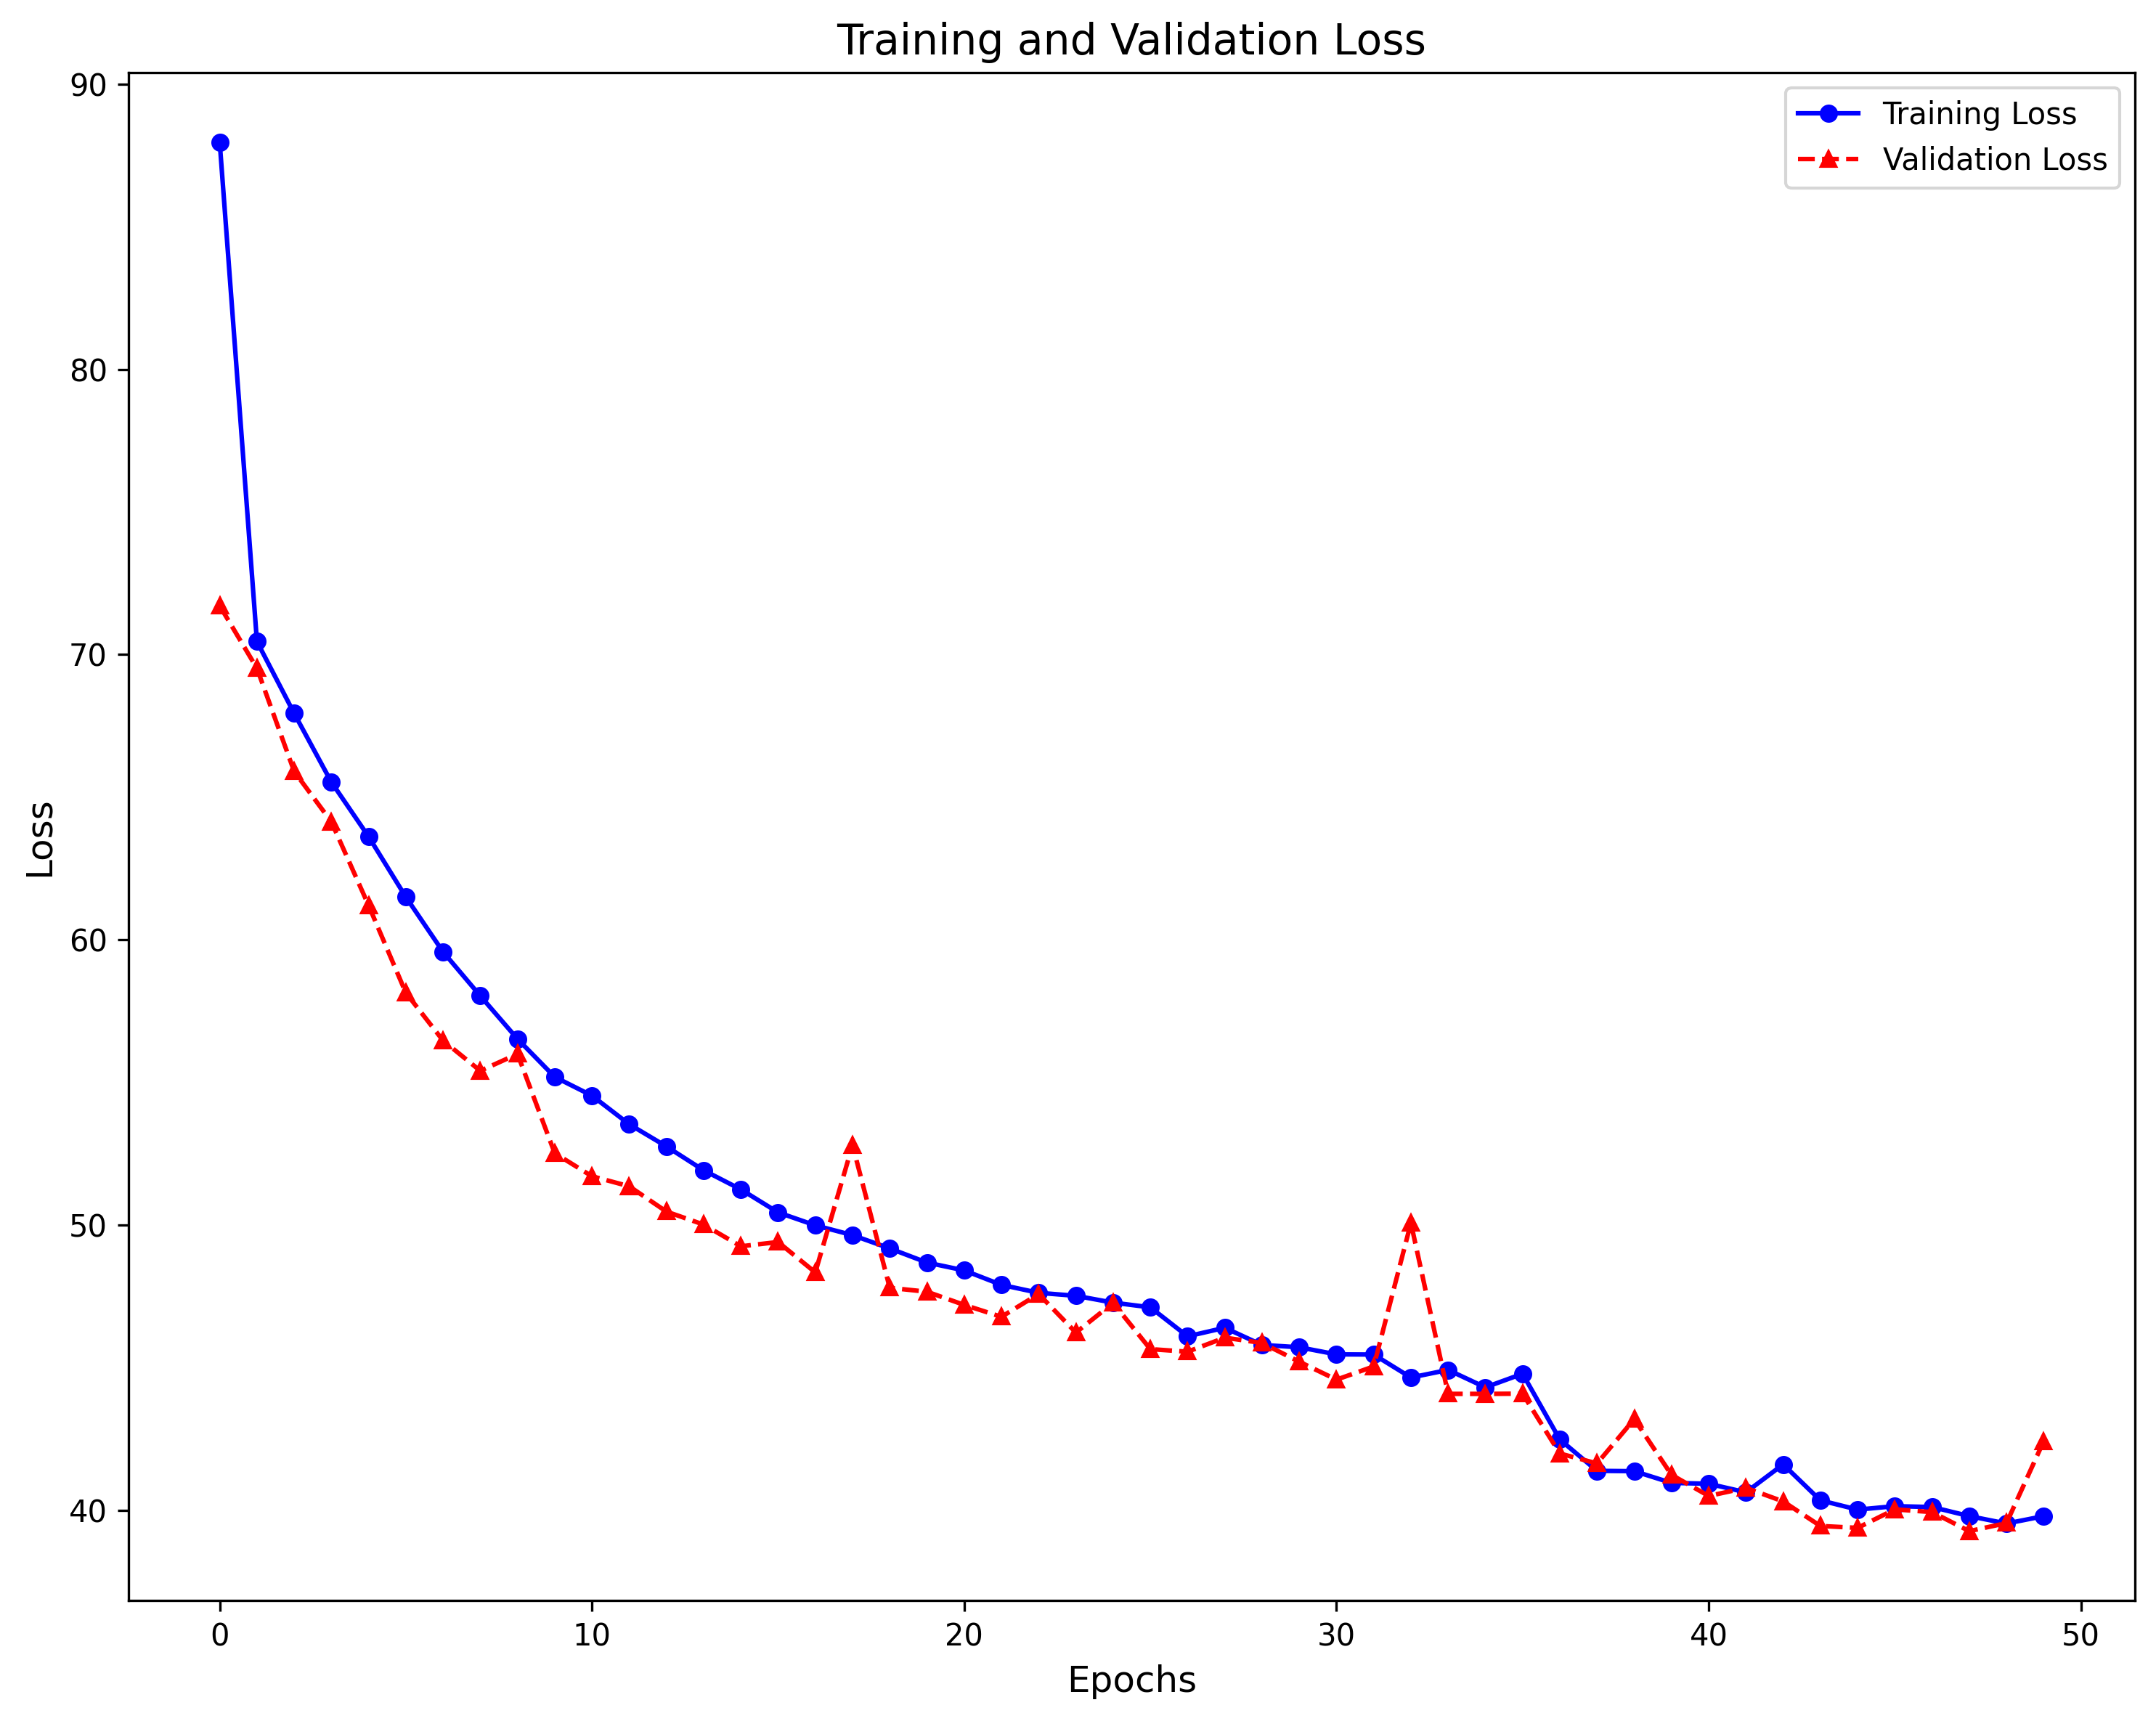 Training and Validation Loss
Training Loss
Validation Loss
90
80
70
60
50
40
Loss
0 10 20 30 40 50
Epochs